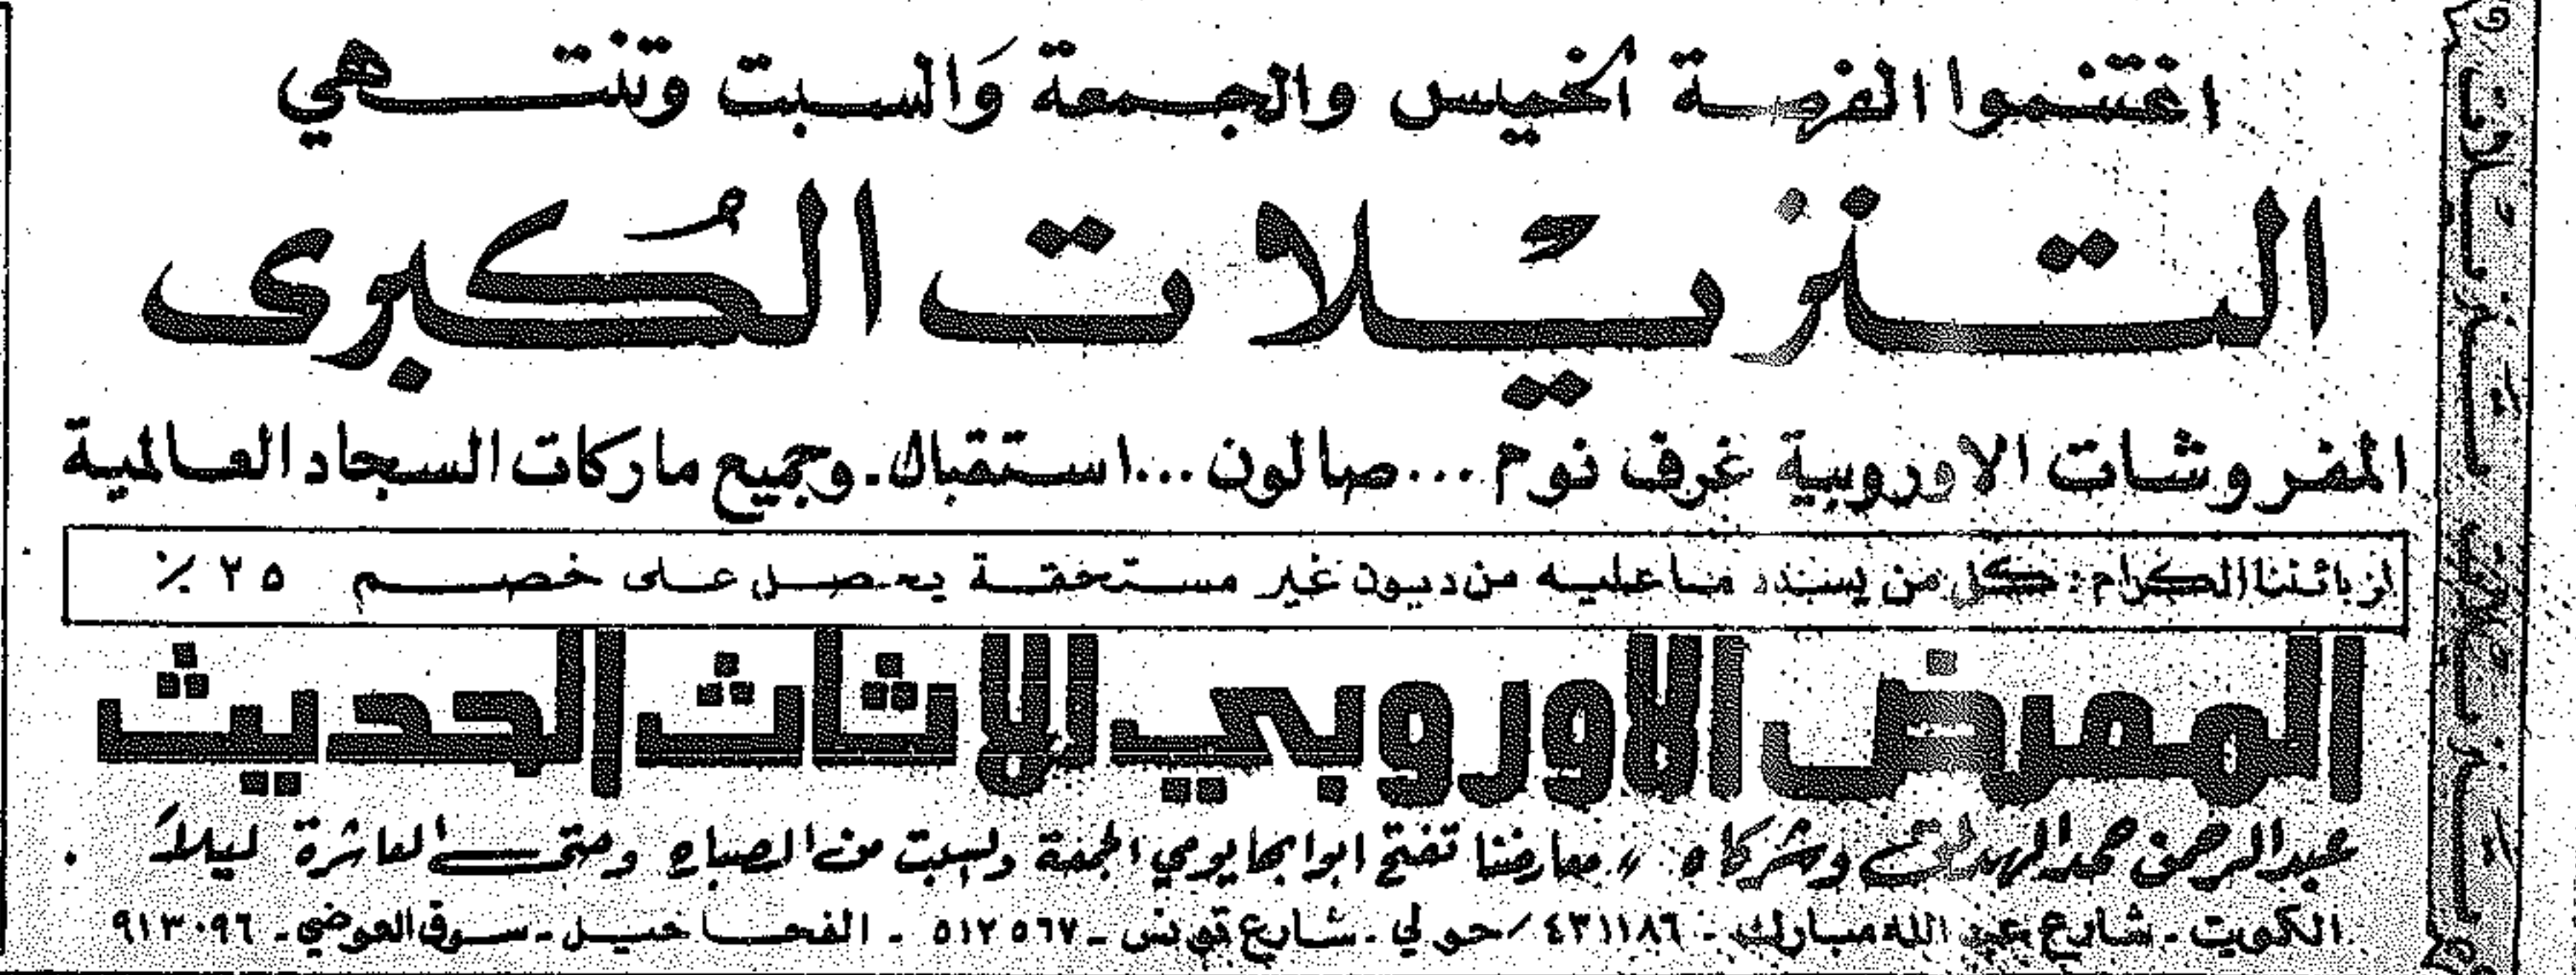 اغتنموا الفرصة الخميس والجمعة والسبت وتنتهي
التنزيلات الكبرى
المفروشات الاوروبية غرف نوم ... صالون ... استقبال . وجميع ماركات السجاد العالمية
لزبائننا الكرام : كل من يسدد ما عليه من ديون غير مستحقة يحصل على خصم ٢٥ ٪
المعرض الاوروبي للاثاث الحديث
عبدالرحمن حمد وشركاه ،، معارضنا تفتح ابوابها يومي الجمعة والسبت من الصباح وحتى العاشرة ليلاً .
الكويت - شارع عبد الله مبارك - ٤٣١١٨٦ / حولي - شارع تونس - ٥١٢٥٦٧ - الفحاحيل - سوق العوضي - ٩١٣٠٩٦
تنزيلات تنزيلات تنزيلات